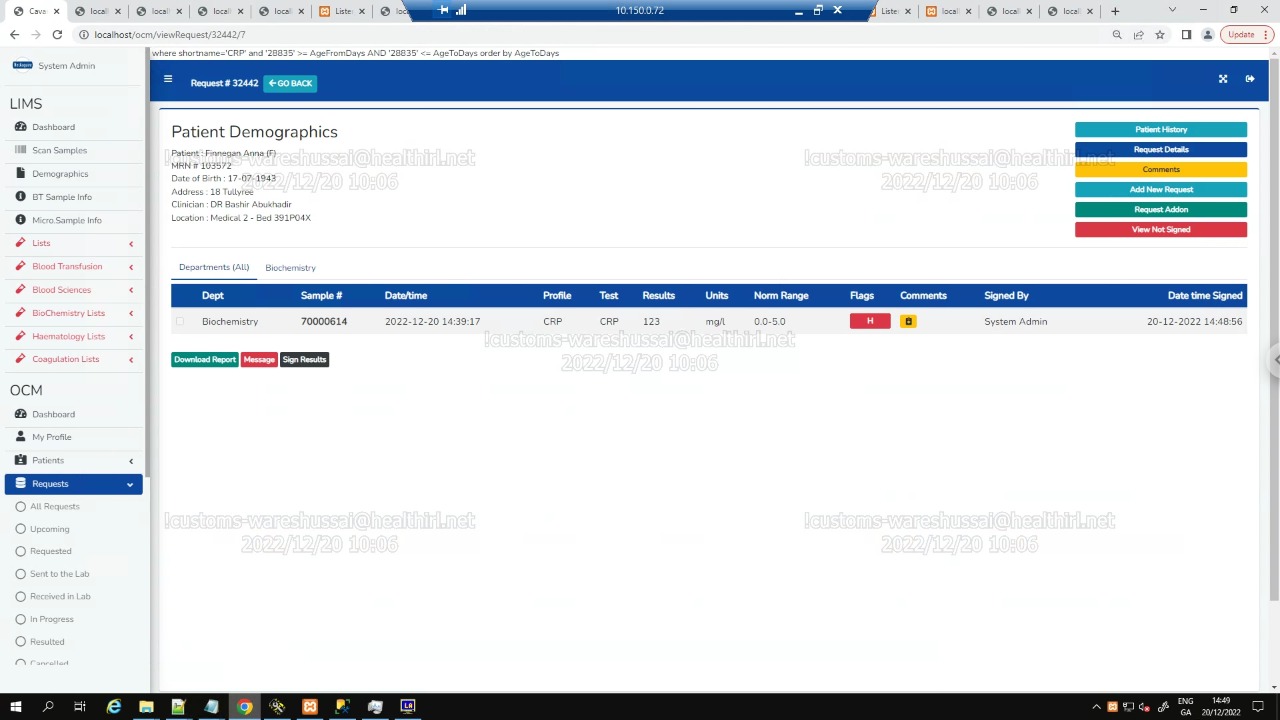 Cava
local
local
local
local
Liste
loc
10.150.0.72
Listen
local
local
local
localhost/ocm/viewRequest/32442/7
Update
System Admin
where shortname='CRP' and '28835' >= AgeFromDays AND '28835' <= AgeToDays order by AgeToDays
Request # 32442
GO BACK
LIMS
Dashboard
Scan Samples
Demographics
BT Sample Info
Micro.Sample Info
Lists
Blood Transfusion
Blood Sciences
BioChemistry Lists
Haematology Lists
Coagulation Lists
OCM
Dashboard
My Profile
Patients
Requests
All Requests
Upcoming
Requested
Sent to the Lab
Received in Lab
In Progress
Resulted
Cancelled
Patient Demographics
Patient : Finnegan Anna (F)
MRN # 103572
Date of Birth : 17-07-1943
Address : 18 Tullyree
Clinician : DR Bashir Abukhadir
Location : Medical 2 - Bed 391P04X
Patient History
Request Details
Comments
Add New Request
Request Addon
View Not Signed
!customs-wareshussai@healthirl.net
2022/12/20 10:06
!customs-wareshussai@healthirl.net
2022/12/20 10:06
Departments (All) Biochemistry
Dept Sample # Date/time Profile Test Results Units Norm Range Flags Comments Signed By Date time Signed
Biochemistry 70000614 2022-12-20 14:39:17 CRP CRP 123 mg/l 0.0-5.0 H System Admin 20-12-2022 14:48:56
!customs-wareshussai@healthirl.net
2022/12/20 10:06
Download Report Message Sign Results
!customs-wareshussai@healthirl.net
2022/12/20 10:06
!customs-wareshussai@healthirl.net
2022/12/20 10:06
ENG
GA
14:49
20/12/2022